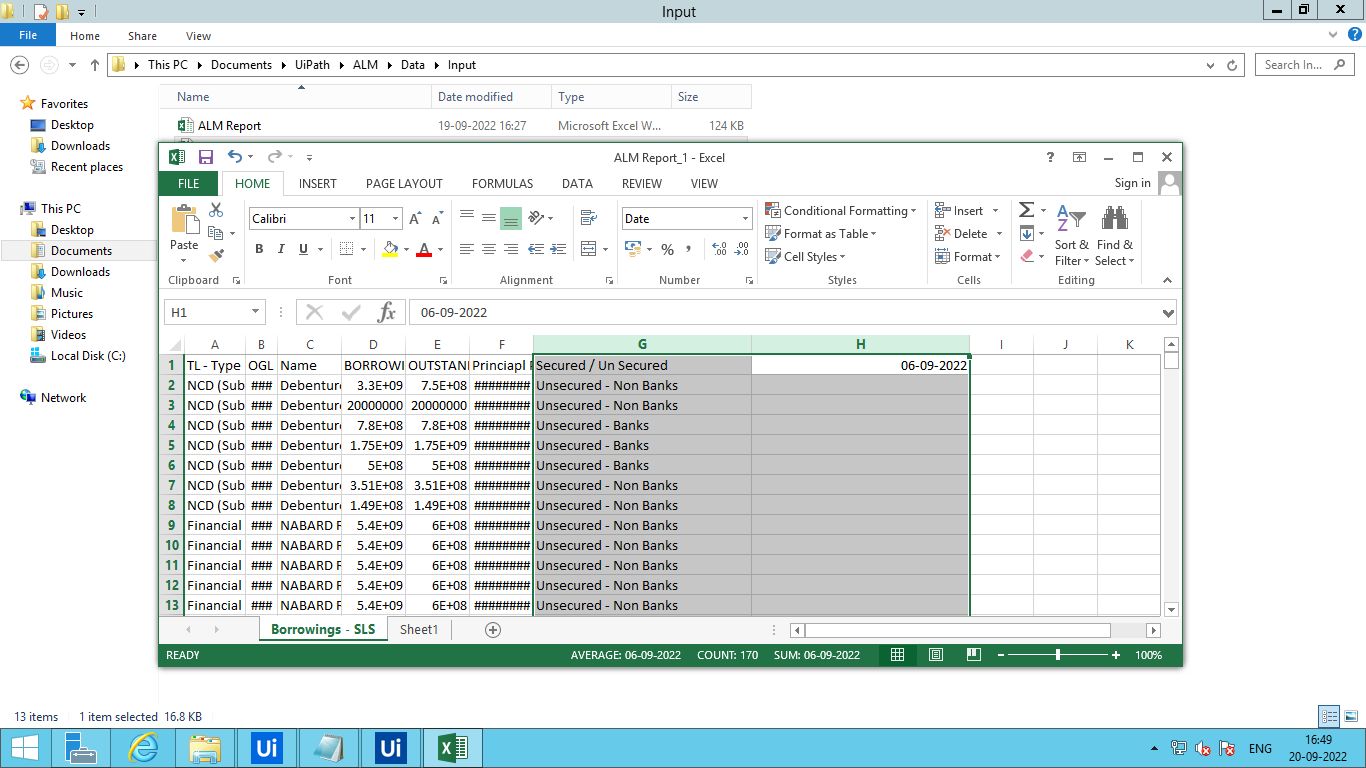 Input
File Home Share View
This PC Documents UiPath ALM Data Input
Search In...
Name Date modified Type Size
ALM Report 19-09-2022 16:27 Microsoft Excel W... 124 KB
Favorites
Desktop
Downloads
Recent places
This PC
Desktop
Documents
Downloads
Music
Pictures
Videos
Local Disk (C:)
Network
ALM Report_1 - Excel
FILE HOME INSERT PAGE LAYOUT FORMULAS DATA REVIEW VIEW Sign in
Paste
Clipboard
Calibri 11
B I U
Font
Alignment
Date
Number
Conditional Formatting
Format as Table
Cell Styles
Styles
Insert
Delete
Format
Cells
Sort & Filter
Find & Select
Editing
H1 fx 06-09-2022
A B C D E F G H I J K
1 TL - Type OGL Name BORROWI OUTSTANI Princiapl Secured / Un Secured 06-09-2022
2 NCD (Sub ### Debenture 3.3E+09 7.5E+08 ######## Unsecured - Non Banks
3 NCD (Sub ### Debenture 20000000 20000000 ######## Unsecured - Non Banks
4 NCD (Sub ### Debenture 7.8E+08 7.8E+08 ######## Unsecured - Banks
5 NCD (Sub ### Debenture 1.75E+09 1.75E+09 ######## Unsecured - Banks
6 NCD (Sub ### Debenture 5E+08 5E+08 ######## Unsecured - Banks
7 NCD (Sub ### Debenture 3.51E+08 3.51E+08 ######## Unsecured - Non Banks
8 NCD (Sub ### Debenture 1.49E+08 1.49E+08 ######## Unsecured - Non Banks
9 Financial ### NABARD F 5.4E+09 6E+08 ######## Unsecured - Non Banks
10 Financial ### NABARD F 5.4E+09 6E+08 ######## Unsecured - Non Banks
11 Financial ### NABARD F 5.4E+09 6E+08 ######## Unsecured - Non Banks
12 Financial ### NABARD F 5.4E+09 6E+08 ######## Unsecured - Non Banks
13 Financial ### NABARD F 5.4E+09 6E+08 ######## Unsecured - Non Banks
Borrowings - SLS Sheet1
READY AVERAGE: 06-09-2022 COUNT: 170 SUM: 06-09-2022 100%
13 items 1 item selected 16.8 KB
Ui Ui ENG 16:49
20-09-2022